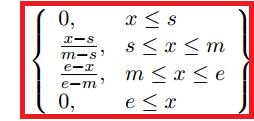 0, x ≤ s
x−s/m−s, s ≤ x ≤ m
e−x/e−m, m ≤ x ≤ e
0, e ≤ x